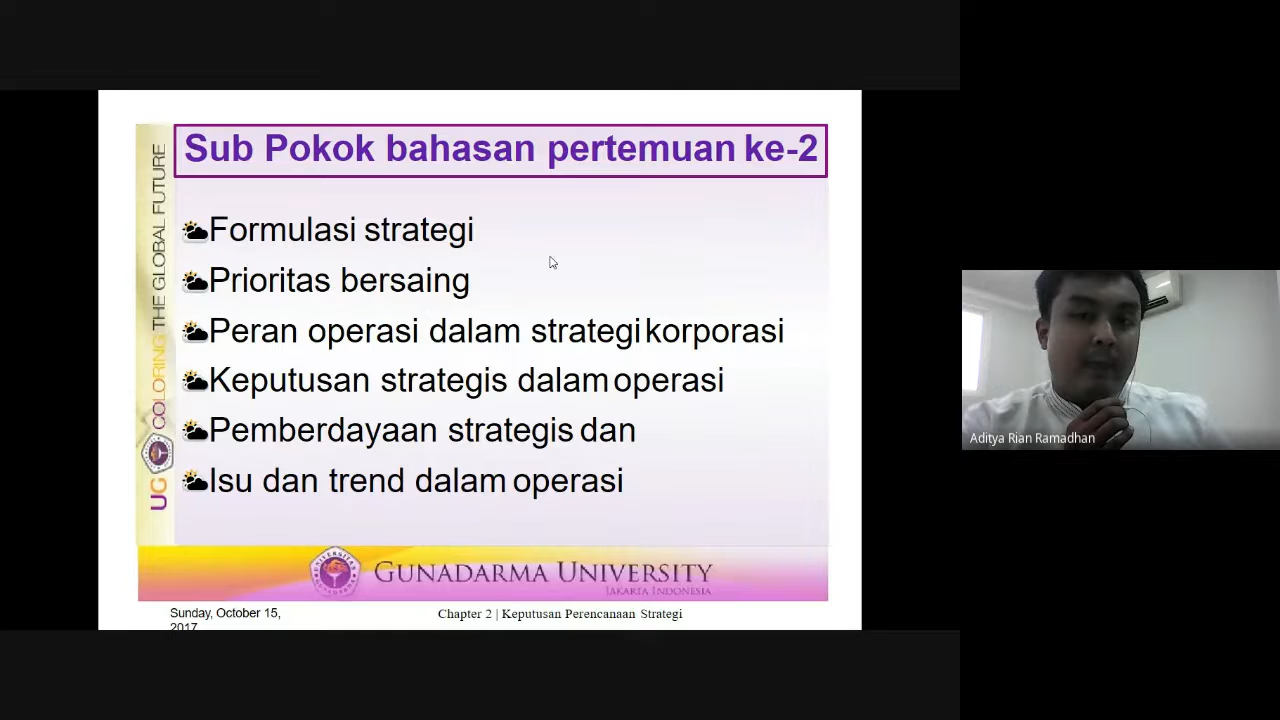 Sub Pokok bahasan pertemuan ke-2
UG COLORING THE GLOBAL FUTURE
Formulasi strategi
Prioritas bersaing
Peran operasi dalam strategi korporasi
Keputusan strategis dalam operasi
Pemberdayaan strategis dan
Isu dan trend dalam operasi
GUNADARMA UNIVERSITY
JAKARTA INDONESIA
Sunday, October 15,
2017
Chapter 2 | Keputusan Perencanaan Strategi
Aditya Rian Ramadhan